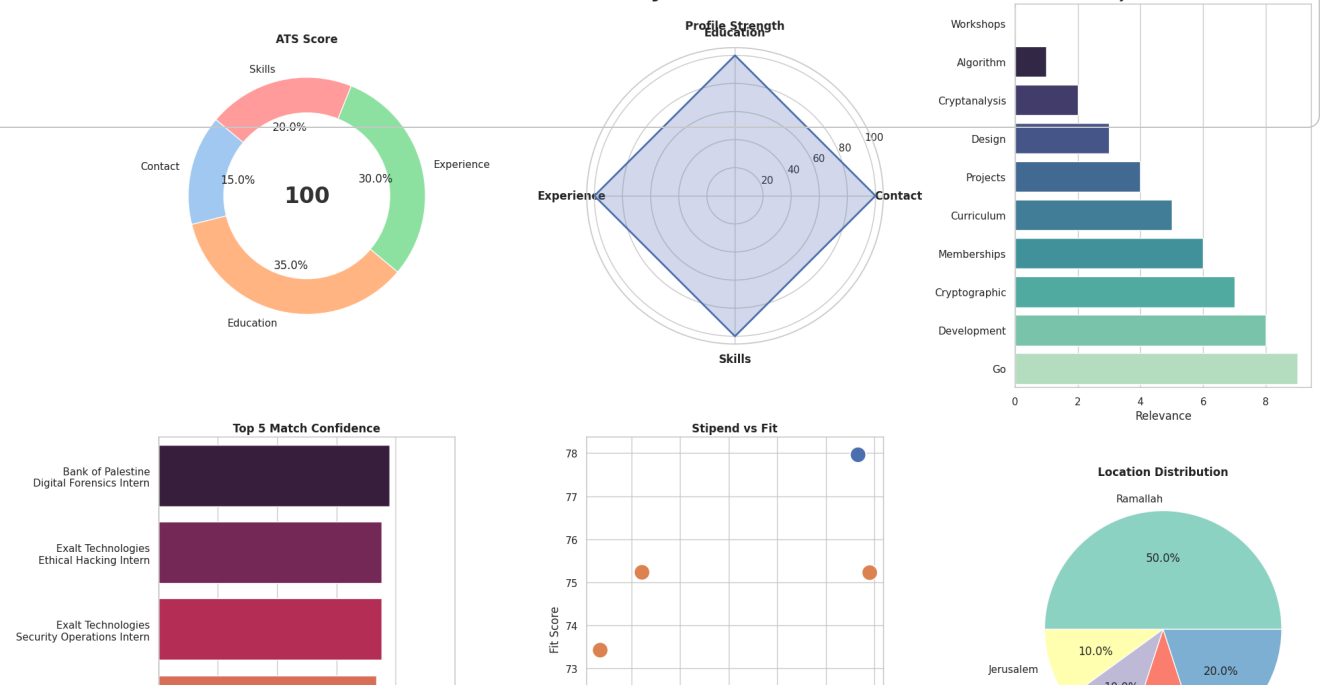 ATS Score
Skills
20.0%
Contact
15.0%
100
30.0%
Experience
35.0%
Education
Profile Strength
Education
100
80
60
40
20
Experience
Contact
Skills
Workshops
Algorithm
Cryptanalysis
Design
Projects
Curriculum
Memberships
Cryptographic
Development
Go
0 2 4 6 8
Relevance
Top 5 Match Confidence
Bank of Palestine
Digital Forensics Intern
Exalt Technologies
Ethical Hacking Intern
Exalt Technologies
Security Operations Intern
Stipend vs Fit
78
77
76
75
74
73
Fit Score
Location Distribution
Ramallah
50.0%
10.0%
Jerusalem
20.0%